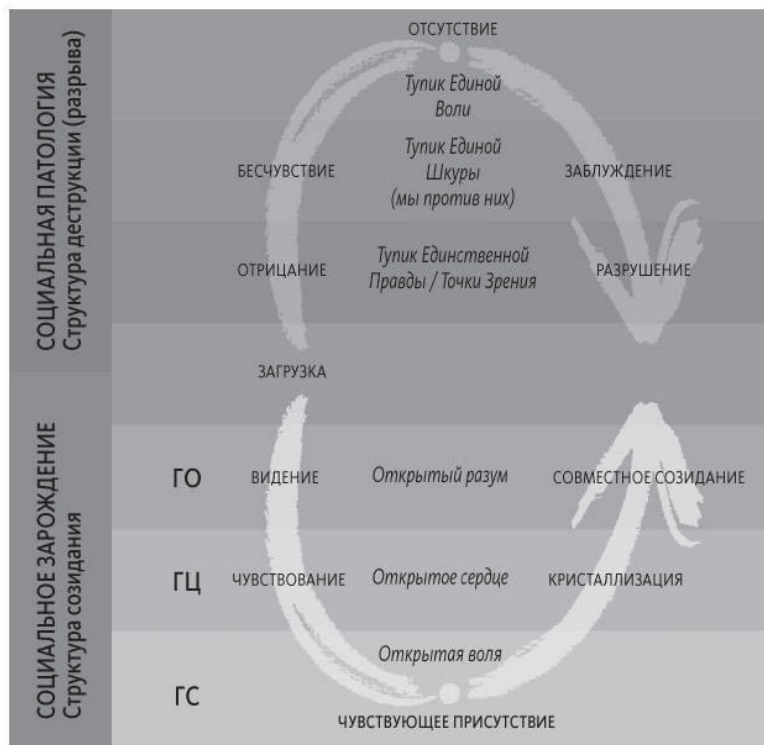 СОЦИАЛЬНАЯ ПАТОЛОГИЯ
Структура деструкции (разрыва)
ОТСУТСТВИЕ
Тупик Единой
Воли
БЕСЧУВСТВИЕ
Тупик Единой
Шкуры
(мы против них)
ЗАБЛУЖДЕНИЕ
ОТРИЦАНИЕ
Тупик Единственной
Правды / Точки Зрения
РАЗРУШЕНИЕ
ЗАГРУЗКА
СОЦИАЛЬНОЕ ЗАРОЖДЕНИЕ
Структура созидания
ГО
ВИДЕНИЕ
Открытый разум
СОВМЕСТНОЕ СОЗИДАНИЕ
ГЦ
ЧУВСТВОВАНИЕ
Открытое сердце
КРИСТАЛЛИЗАЦИЯ
Открытая воля
ГС
ЧУВСТВУЮЩЕЕ ПРИСУТСТВИЕ